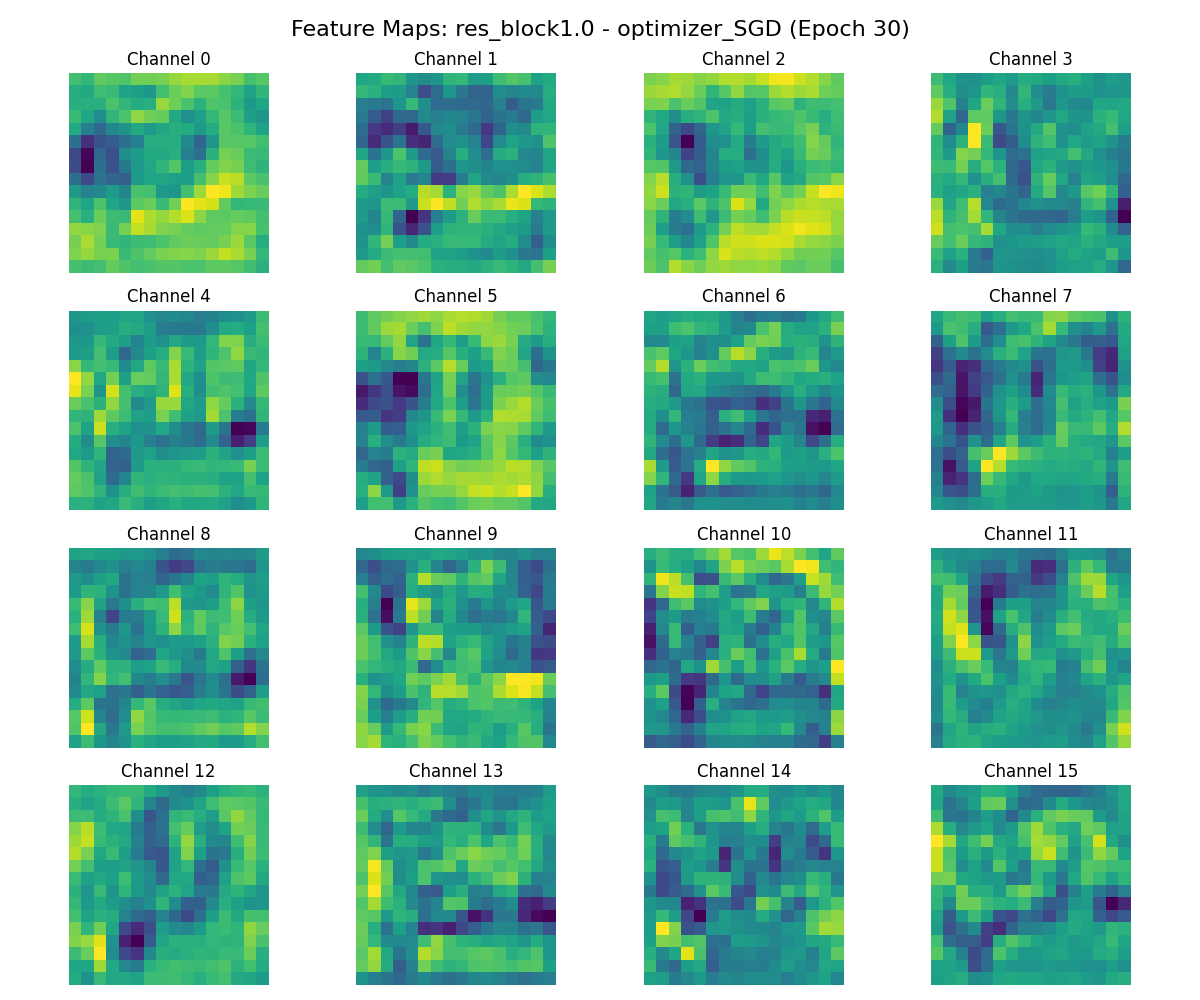 Feature Maps: res_block1.0 - optimizer_SGD (Epoch 30)
Channel 0
Channel 1
Channel 2
Channel 3
Channel 4
Channel 5
Channel 6
Channel 7
Channel 8
Channel 9
Channel 10
Channel 11
Channel 12
Channel 13
Channel 14
Channel 15